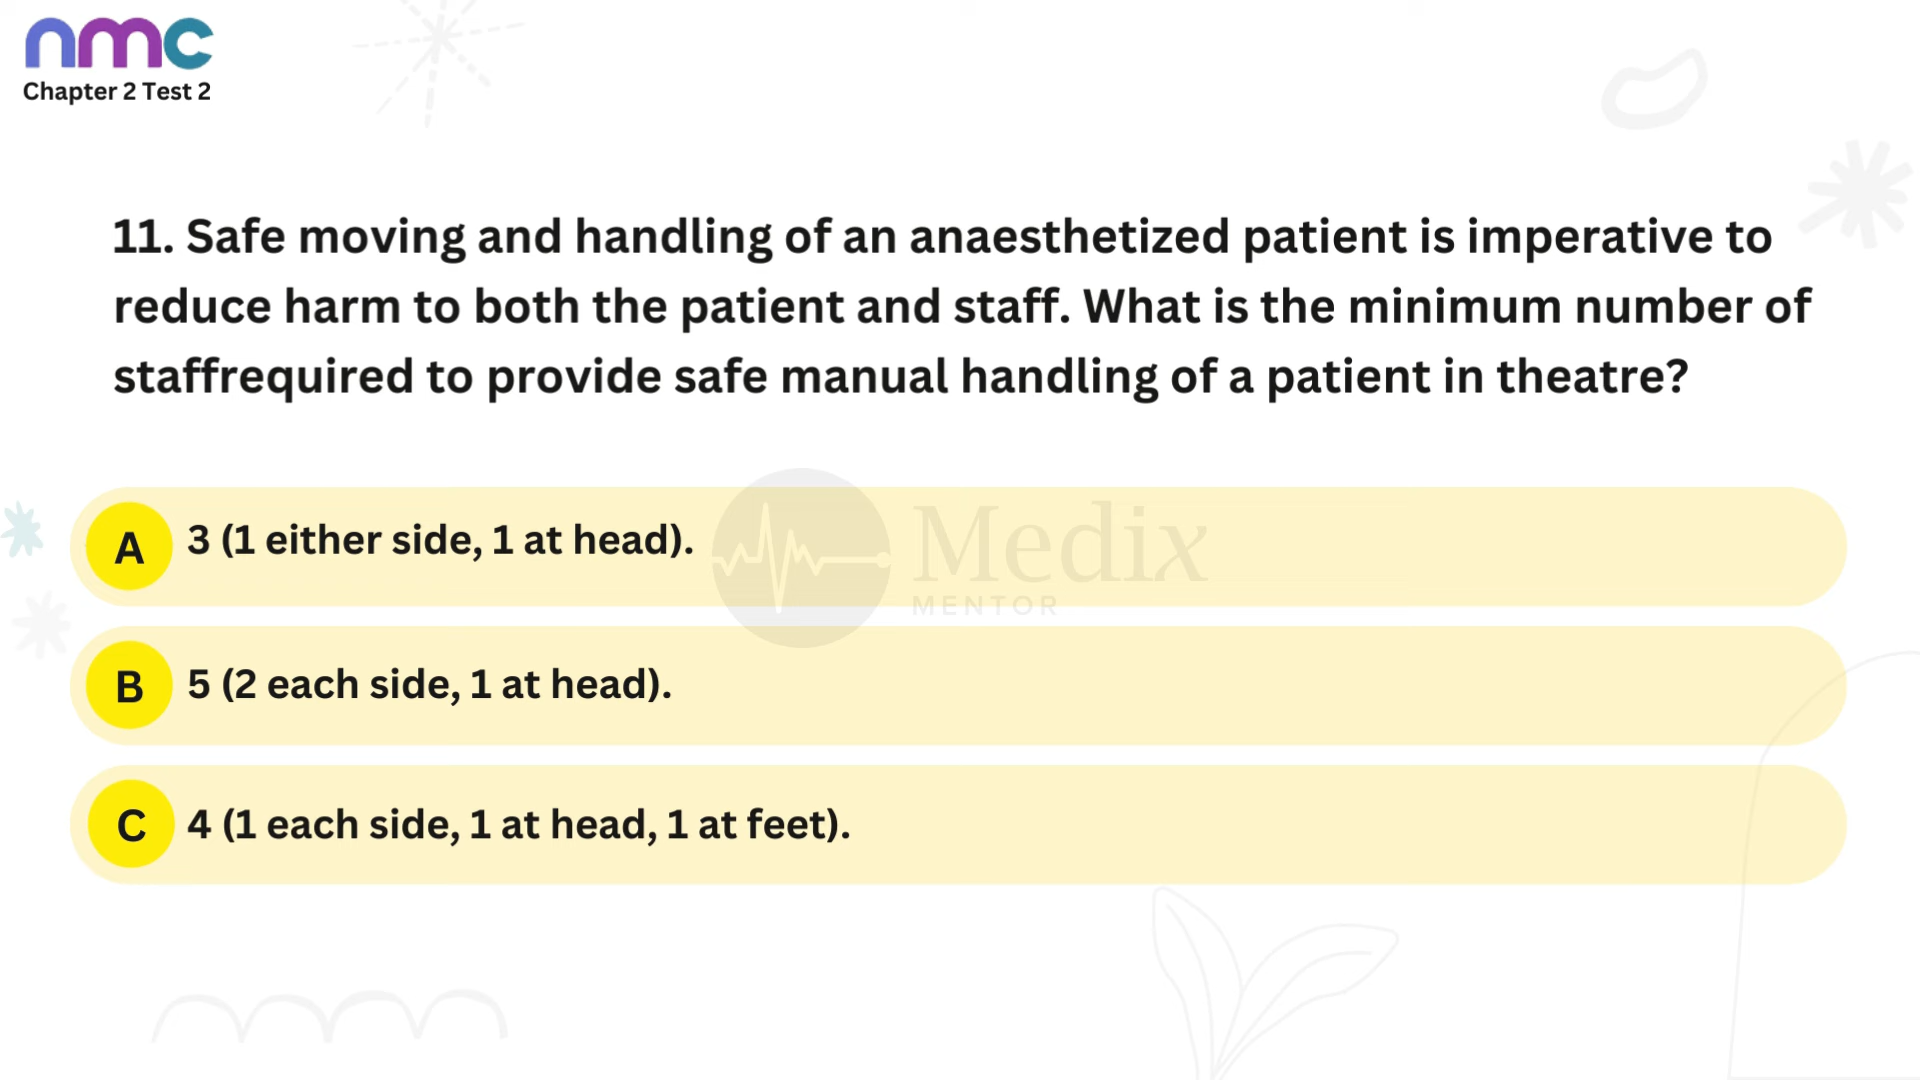 nmc
Chapter 2 Test 2
11. Safe moving and handling of an anaesthetized patient is imperative to
reduce harm to both the patient and staff. What is the minimum number of
staffrequired to provide safe manual handling of a patient in theatre?
A 3 (1 either side, 1 at head).
Medix
MENTOR
B 5 (2 each side, 1 at head).
C 4 (1 each side, 1 at head, 1 at feet).